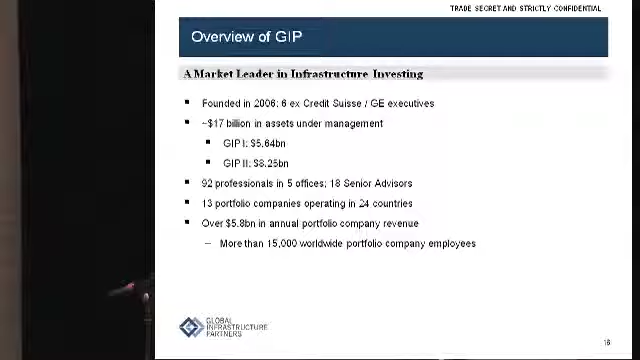 TRADE SECRET AND STRICTLY CONFIDENTIAL
Overview of GIP
A Market Leader in Infrastructure Investing
Founded in 2006; 6 ex Credit Suisse / GE executives
~$17 billion in assets under management
GIP I: $5.64bn
GIP II: $8.25bn
92 professionals in 5 offices; 18 Senior Advisors
13 portfolio companies operating in 24 countries
Over $5.8bn in annual portfolio company revenue
– More than 15,000 worldwide portfolio company employees
GLOBAL
INFRASTRUCTURE
PARTNERS
16